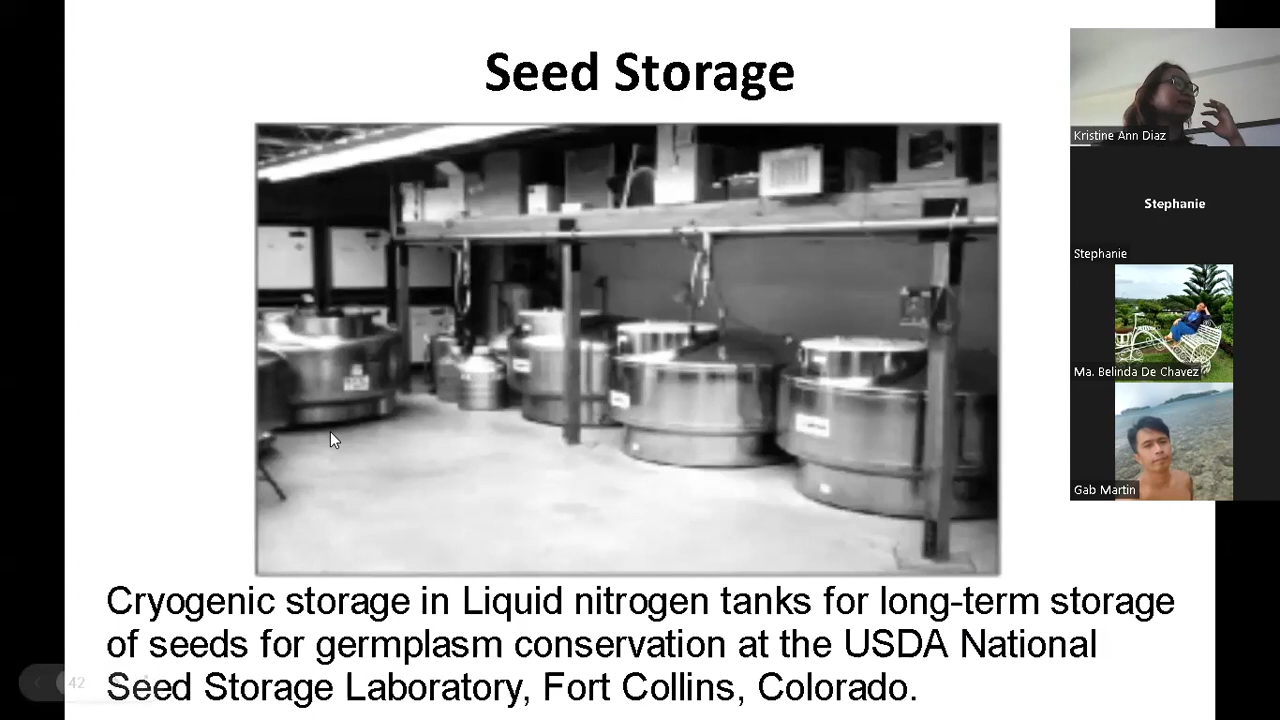 Seed Storage
Cryogenic storage in Liquid nitrogen tanks for long-term storage
of seeds for germplasm conservation at the USDA National
Seed Storage Laboratory, Fort Collins, Colorado.
42
Kristine Ann Diaz
Stephanie
Stephanie
Ma. Belinda De Chavez
Gab Martin